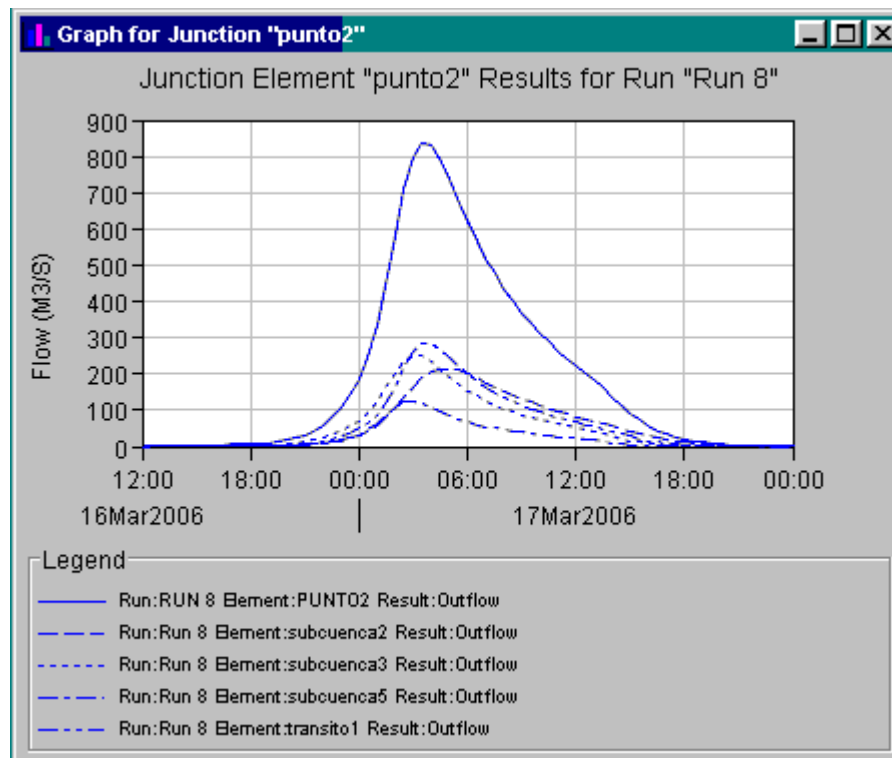 Graph for Junction "punto2"
Junction Element "punto2" Results for Run "Run 8"
Flow (M3/S)
900
800
700
600
500
400
300
200
100
0
12:00 18:00 00:00 06:00 12:00 18:00 00:00
16Mar2006 17Mar2006
Legend
Run:RUN 8 Element:PUNTO2 Result:Outflow
Run:Run 8 Element:subcuenca2 Result:Outflow
Run:Run 8 Element:subcuenca3 Result:Outflow
Run:Run 8 Element:subcuenca5 Result:Outflow
Run:Run 8 Element:transito1 Result:Outflow